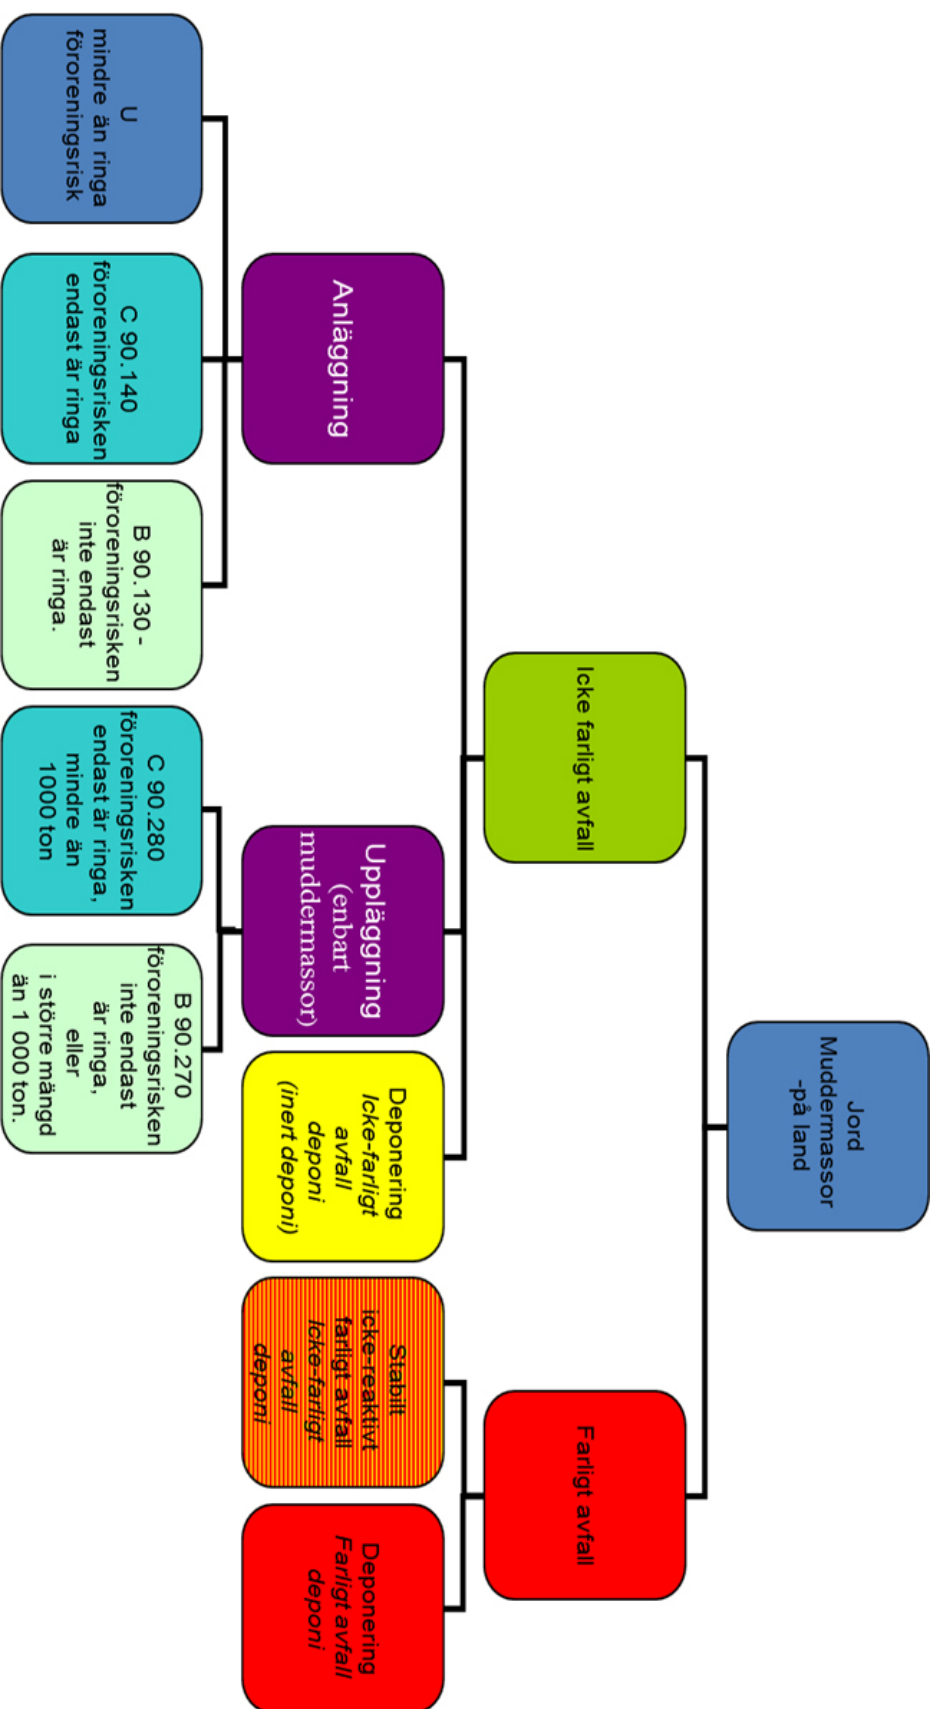 Jord
Muddermassor
-på land
Icke farligt avfall
Farligt avfall
Anläggning
Uppläggning
(enbart
muddermassor)
Deponering
Icke-farligt
avfall
deponi
(inert deponi)
Stabilt
icke-reaktivt
farligt avfall
Icke-farligt
avfall
deponi
Deponering
Farligt avfall
deponi
U
mindre än ringa
föroreningsrisk
C 90.140
föroreningsrisken
endast är ringa
B 90.130 -
föroreningsrisken
inte endast
är ringa.
C 90.280
föroreningsrisken
endast är ringa,
mindre än
1000 ton
B 90.270
föroreningsrisken
inte endast
är ringa,
eller
i större mängd
än 1 000 ton.